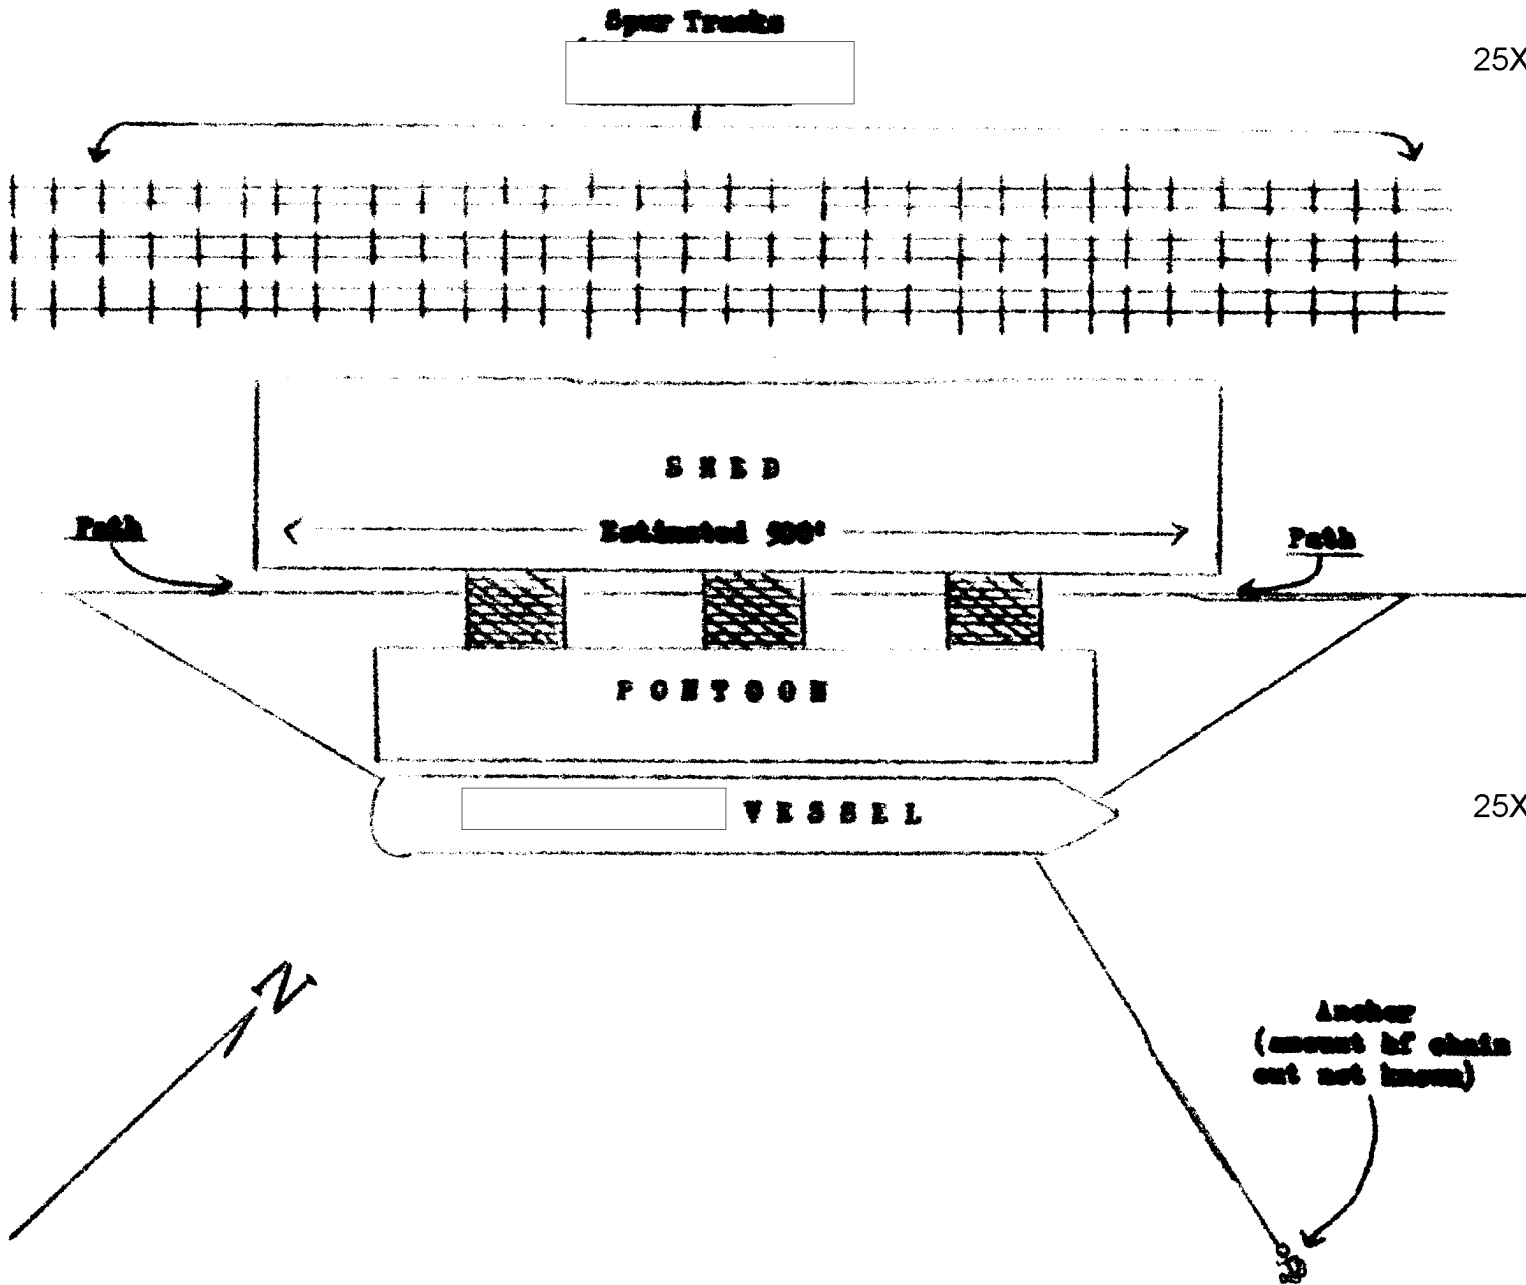 Spur Tracks
25X
SHED
Path
Estimated 500'
Path
PONTOON
VESSEL
25X
N
Anchor
(amount of chain
out not known)